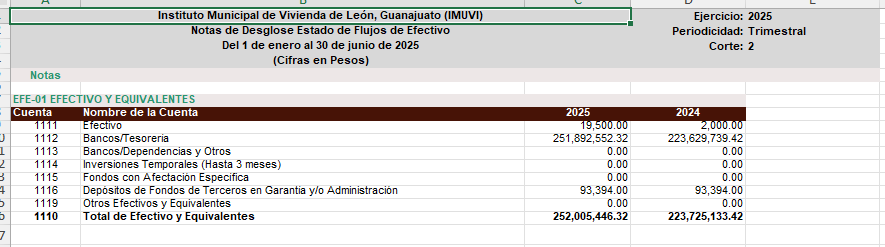 A B C D E
Instituto Municipal de Vivienda de León, Guanajuato (IMUVI) Ejercicio: 2025
Notas de Desglose Estado de Flujos de Efectivo Periodicidad: Trimestral
Del 1 de enero al 30 de junio de 2025 Corte: 2
(Cifras en Pesos)
Notas
EFE-01 EFECTIVO Y EQUIVALENTES
Cuenta Nombre de la Cuenta 2025 2024
1111 Efectivo 19,500.00 2,000.00
1112 Bancos/Tesorería 251,892,552.32 223,629,739.42
1113 Bancos/Dependencias y Otros 0.00 0.00
1114 Inversiones Temporales (Hasta 3 meses) 0.00 0.00
1115 Fondos con Afectación Específica 0.00 0.00
1116 Depósitos de Fondos de Terceros en Garantía y/o Administración 93,394.00 93,394.00
1119 Otros Efectivos y Equivalentes 0.00 0.00
1110 Total de Efectivo y Equivalentes 252,005,446.32 223,725,133.42